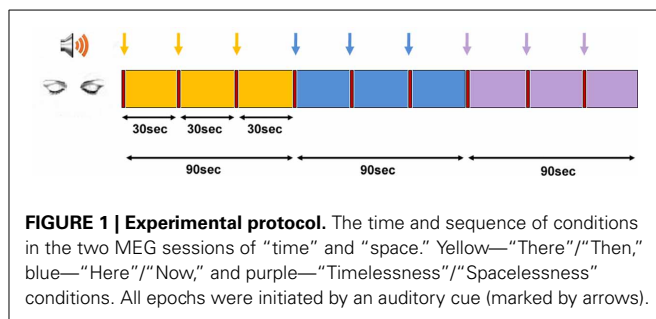 30sec 30sec 30sec
90sec 90sec 90sec
FIGURE 1 | Experimental protocol. The time and sequence of conditions
in the two MEG sessions of “time” and “space.” Yellow—“There”/“Then,”
blue—“Here”/“Now,” and purple—“Timelessness”/“Spacelessness”
conditions. All epochs were initiated by an auditory cue (marked by arrows).